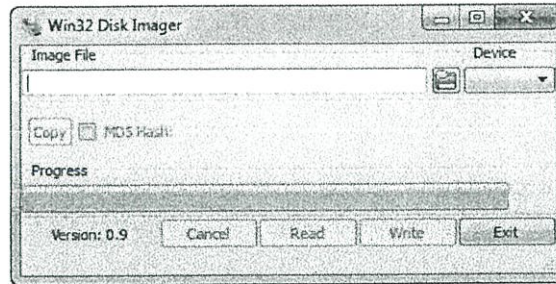 Win32 Disk Imager
Image File Device
Copy MD5 Hash:
Progress
Version: 0.9 Cancel Read Write Exit